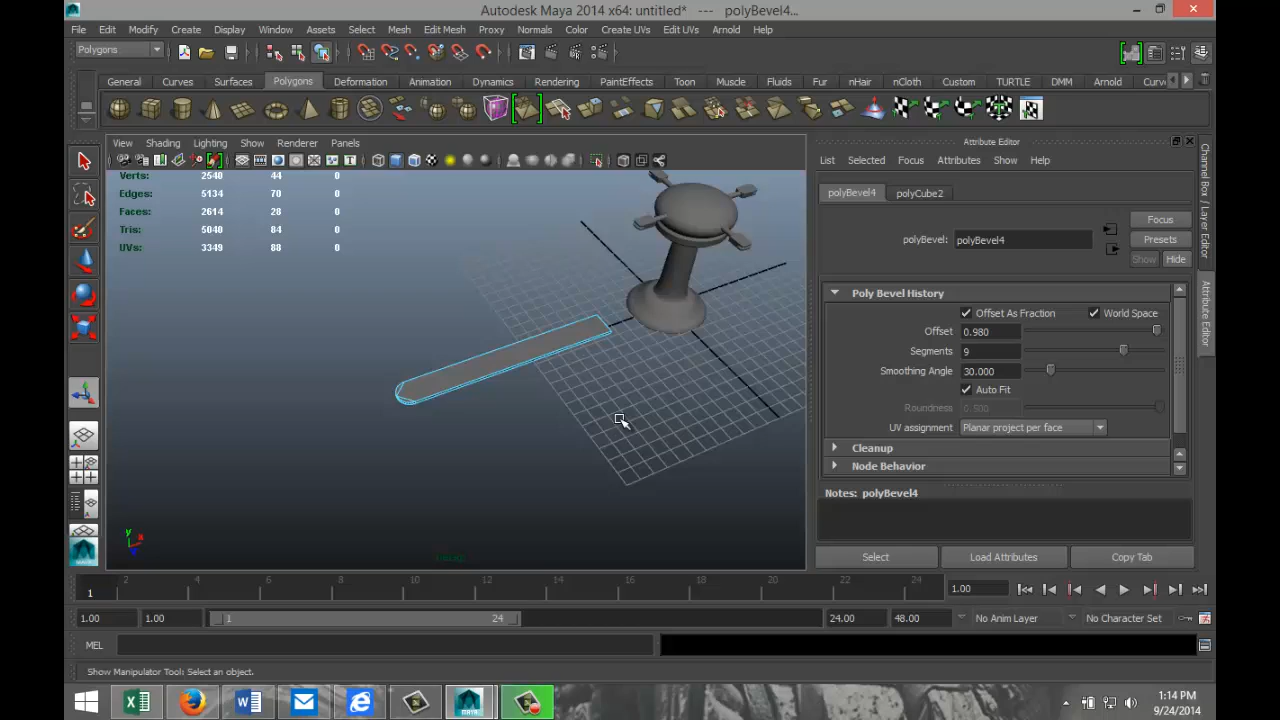 Autodesk Maya 2014 x64: untitled* --- polyBevel4...
File Edit Modify Create Display Window Assets Select Mesh Edit Mesh Proxy Normals Color Create UVs Edit UVs Arnold Help
Polygons
General Curves Surfaces Polygons Deformation Animation Dynamics Rendering PaintEffects Toon Muscle Fluids Fur nHair nCloth Custom TURTLE DMM Arnold Curv
View Shading Lighting Show Renderer Panels
Verts: 2540 44 0
Edges: 5134 70 0
Faces: 2614 28 0
Tris: 5040 84 0
UVs: 3349 88 0
y
Attribute Editor
List Selected Focus Attributes Show Help
polyBevel4 polyCube2
Focus
polyBevel: polyBevel4
Presets
Show Hide
Poly Bevel History
Offset As Fraction World Space
Offset 0.980
Segments 9
Smoothing Angle 30.000
Auto Fit
Roundness 0.500
UV assignment Planar project per face
Cleanup
Node Behavior
Notes: polyBevel4
Select Load Attributes Copy Tab
Channel Box / Layer Editor
Attribute Editor
2 4 6 8 10 12 14 16 18 20 22 24
1
1.00
1.00 1.00 1 24 24.00 48.00 No Anim Layer No Character Set
MEL
Show Manipulator Tool: Select an object.
1:14 PM
9/24/2014